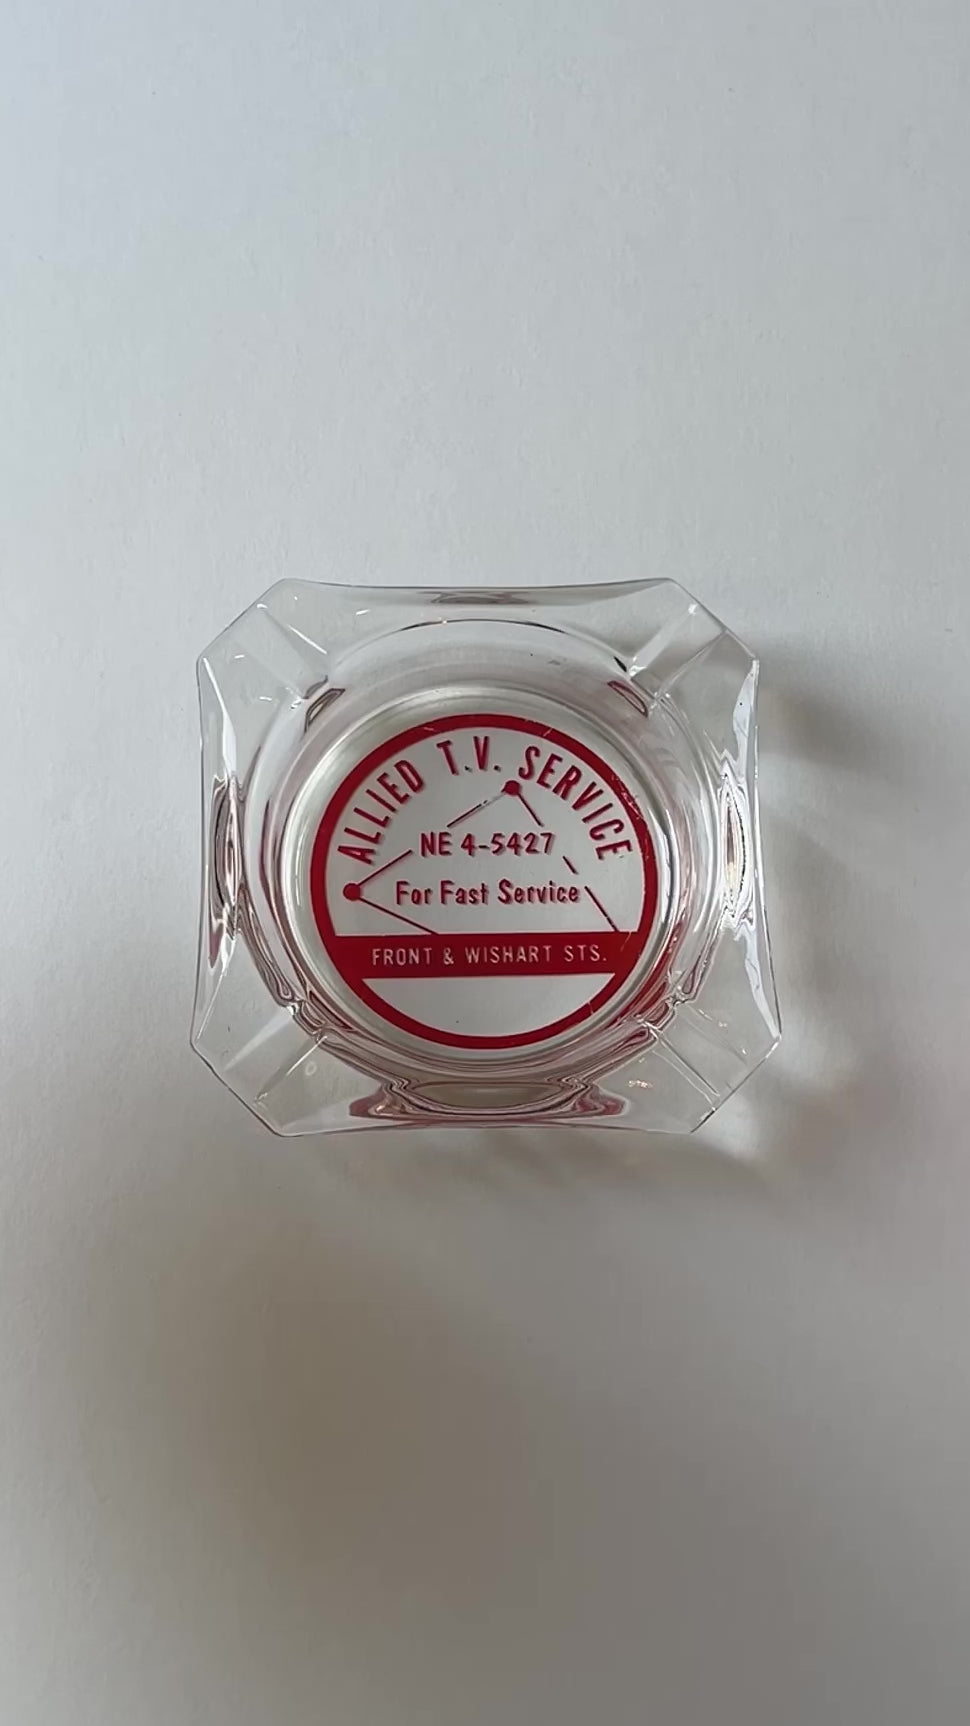 ALLIED T.V. SERVICE
NE 4-5427
For Fast Service
FRONT & WISHART STS.